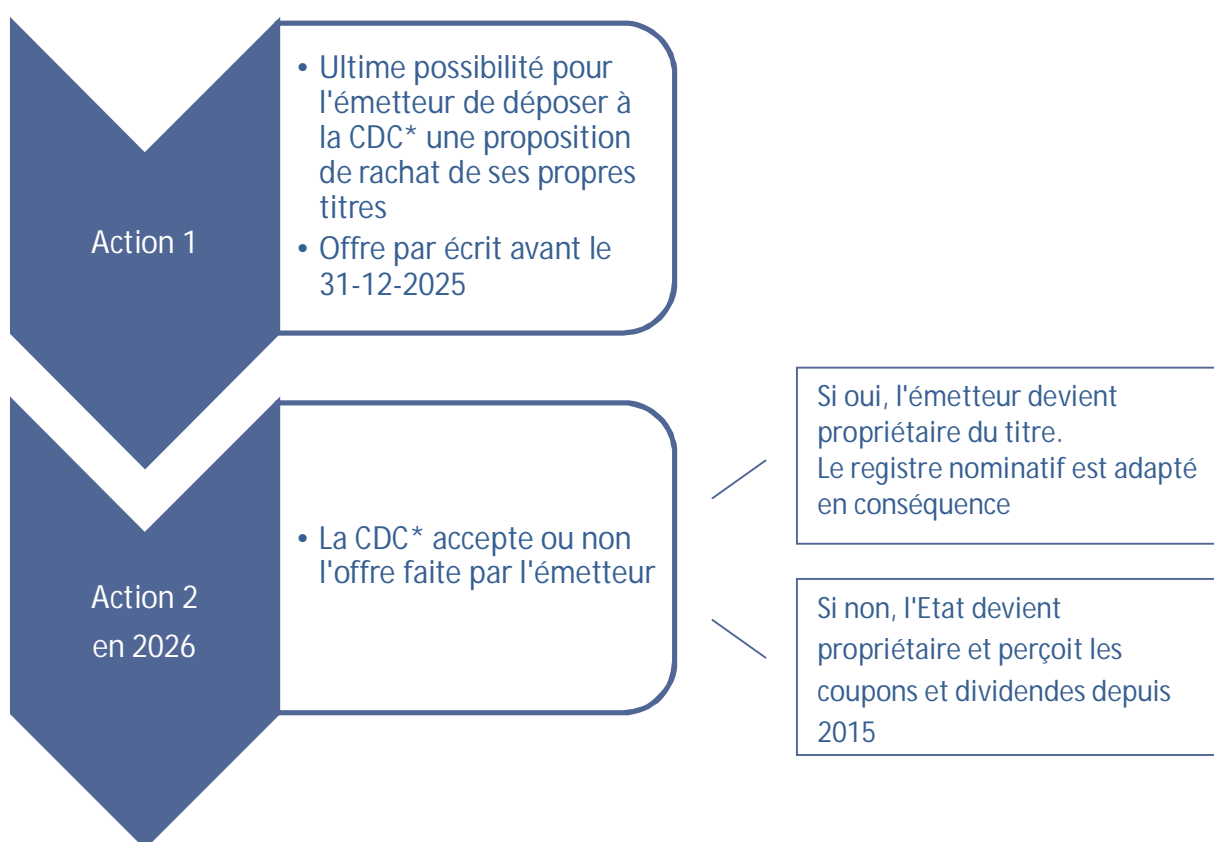 Action 1
• Ultime possibilité pour
l'émetteur de déposer à
la CDC* une proposition
de rachat de ses propres
titres
• Offre par écrit avant le
31-12-2025
Action 2
en 2026
• La CDC* accepte ou non
l'offre faite par l'émetteur
Si oui, l'émetteur devient
propriétaire du titre.
Le registre nominatif est adapté
en conséquence
Si non, l'Etat devient
propriétaire et perçoit les
coupons et dividendes depuis
2015